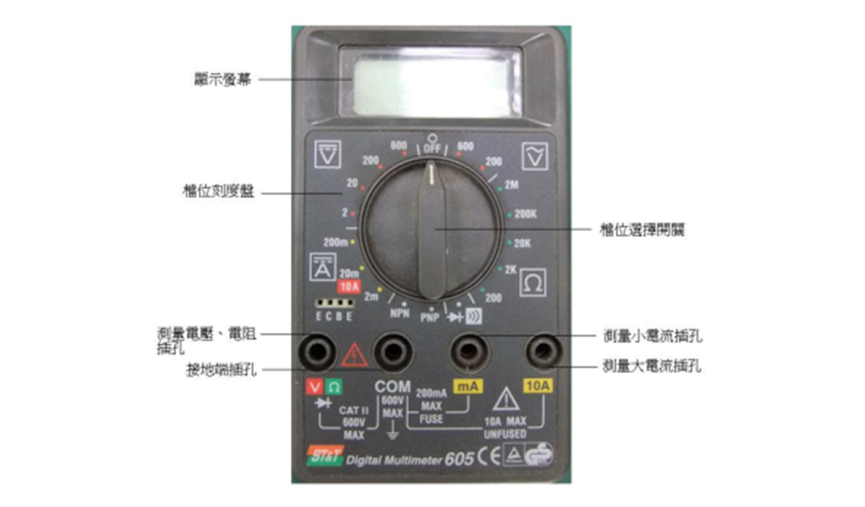 顯示螢幕
OFF
600
600
200
200
檔位刻度盤
20
2M
2
200K
檔位選擇開關
200m
20K
A
20m
2K
Ω
10A
2m
200
E C B E
NPN
PNP
測量電壓、電阻
插孔
測量小電流插孔
接地端插孔
測量大電流插孔
V Ω
COM
mA
10A
CAT II
600V
MAX
600V
MAX
200mA
MAX
FUSE
10A MAX
UNFUSED
ST&T
Digital Multimeter 605 CE